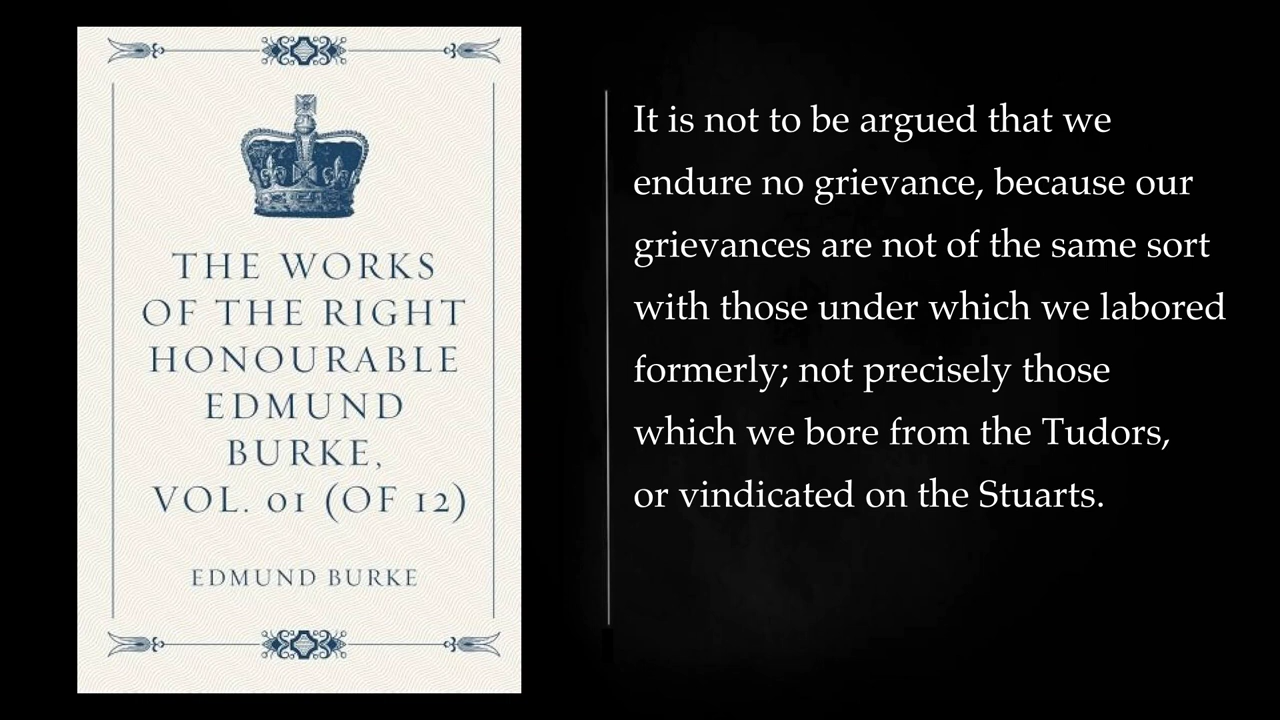 THE WORKS
OF THE RIGHT
HONOURABLE
EDMUND
BURKE,
VOL. 01 (OF 12)
EDMUND BURKE
It is not to be argued that we
endure no grievance, because our
grievances are not of the same sort
with those under which we labored
formerly; not precisely those
which we bore from the Tudors,
or vindicated on the Stuarts.